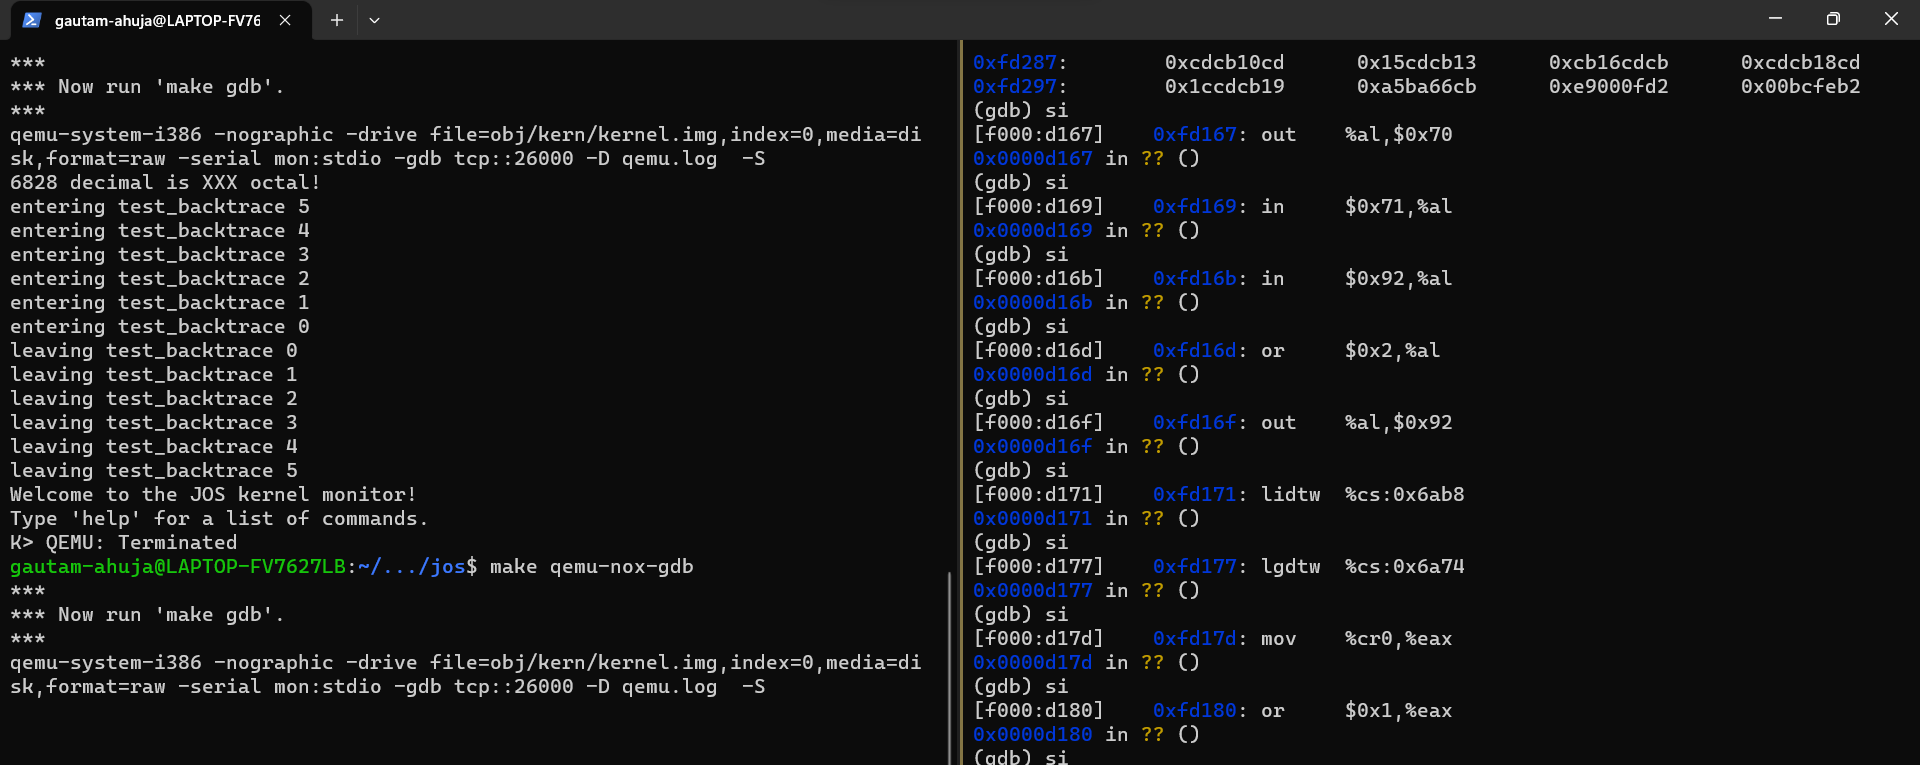 gautam-ahuja@LAPTOP-FV76
***
*** Now run 'make gdb'.
***
qemu-system-i386 -nographic -drive file=obj/kern/kernel.img,index=0,media=di
sk,format=raw -serial mon:stdio -gdb tcp::26000 -D qemu.log  -S
6828 decimal is XXX octal!
entering test_backtrace 5
entering test_backtrace 4
entering test_backtrace 3
entering test_backtrace 2
entering test_backtrace 1
entering test_backtrace 0
leaving test_backtrace 0
leaving test_backtrace 1
leaving test_backtrace 2
leaving test_backtrace 3
leaving test_backtrace 4
leaving test_backtrace 5
Welcome to the JOS kernel monitor!
Type 'help' for a list of commands.
K> QEMU: Terminated
gautam-ahuja@LAPTOP-FV7627LB:~/.../jos$ make qemu-nox-gdb
***
*** Now run 'make gdb'.
***
qemu-system-i386 -nographic -drive file=obj/kern/kernel.img,index=0,media=di
sk,format=raw -serial mon:stdio -gdb tcp::26000 -D qemu.log  -S
0xfd287:        0xcdcb10cd      0x15cdcb13      0xcb16cdcb      0xcdcb18cd
0xfd297:        0x1ccdcb19      0xa5ba66cb      0xe9000fd2      0x00bcfeb2
(gdb) si
[f000:d167]    0xfd167: out    %al,$0x70
0x0000d167 in ?? ()
(gdb) si
[f000:d169]    0xfd169: in     $0x71,%al
0x0000d169 in ?? ()
(gdb) si
[f000:d16b]    0xfd16b: in     $0x92,%al
0x0000d16b in ?? ()
(gdb) si
[f000:d16d]    0xfd16d: or     $0x2,%al
0x0000d16d in ?? ()
(gdb) si
[f000:d16f]    0xfd16f: out    %al,$0x92
0x0000d16f in ?? ()
(gdb) si
[f000:d171]    0xfd171: lidtw  %cs:0x6ab8
0x0000d171 in ?? ()
(gdb) si
[f000:d177]    0xfd177: lgdtw  %cs:0x6a74
0x0000d177 in ?? ()
(gdb) si
[f000:d17d]    0xfd17d: mov    %cr0,%eax
0x0000d17d in ?? ()
(gdb) si
[f000:d180]    0xfd180: or     $0x1,%eax
0x0000d180 in ?? ()
(gdb) si